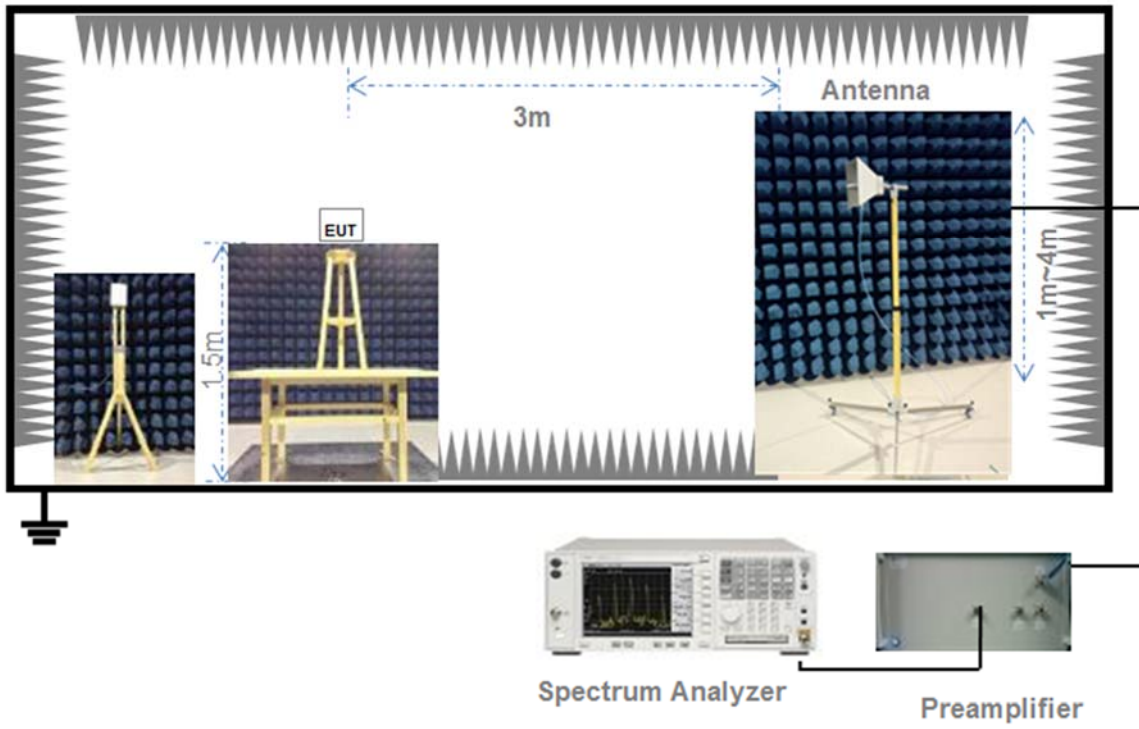 Antenna
3m
EUT
1.5m
1m~4m
Spectrum Analyzer
Preamplifier